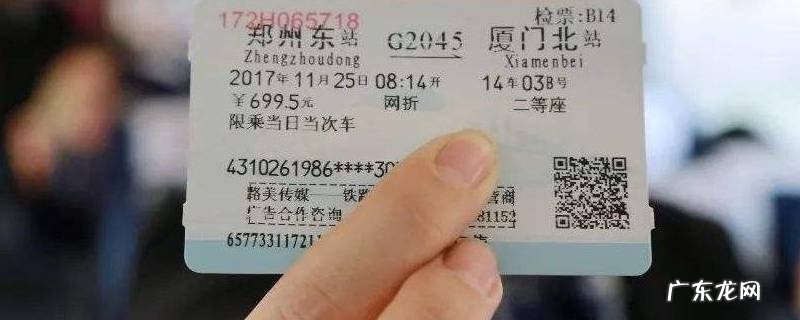 172H065718
检票:B14
郑州东站 G2045 厦门北站
Zhengzhoudong Xiamenbei
2017年11月25日 08:14开 14车03B号
￥699.5元 网折 二等座
限乘当日当次车
4310261986****30
路美传媒 铁路 营商
广告合作咨询 81152
65773311721
广东龙网